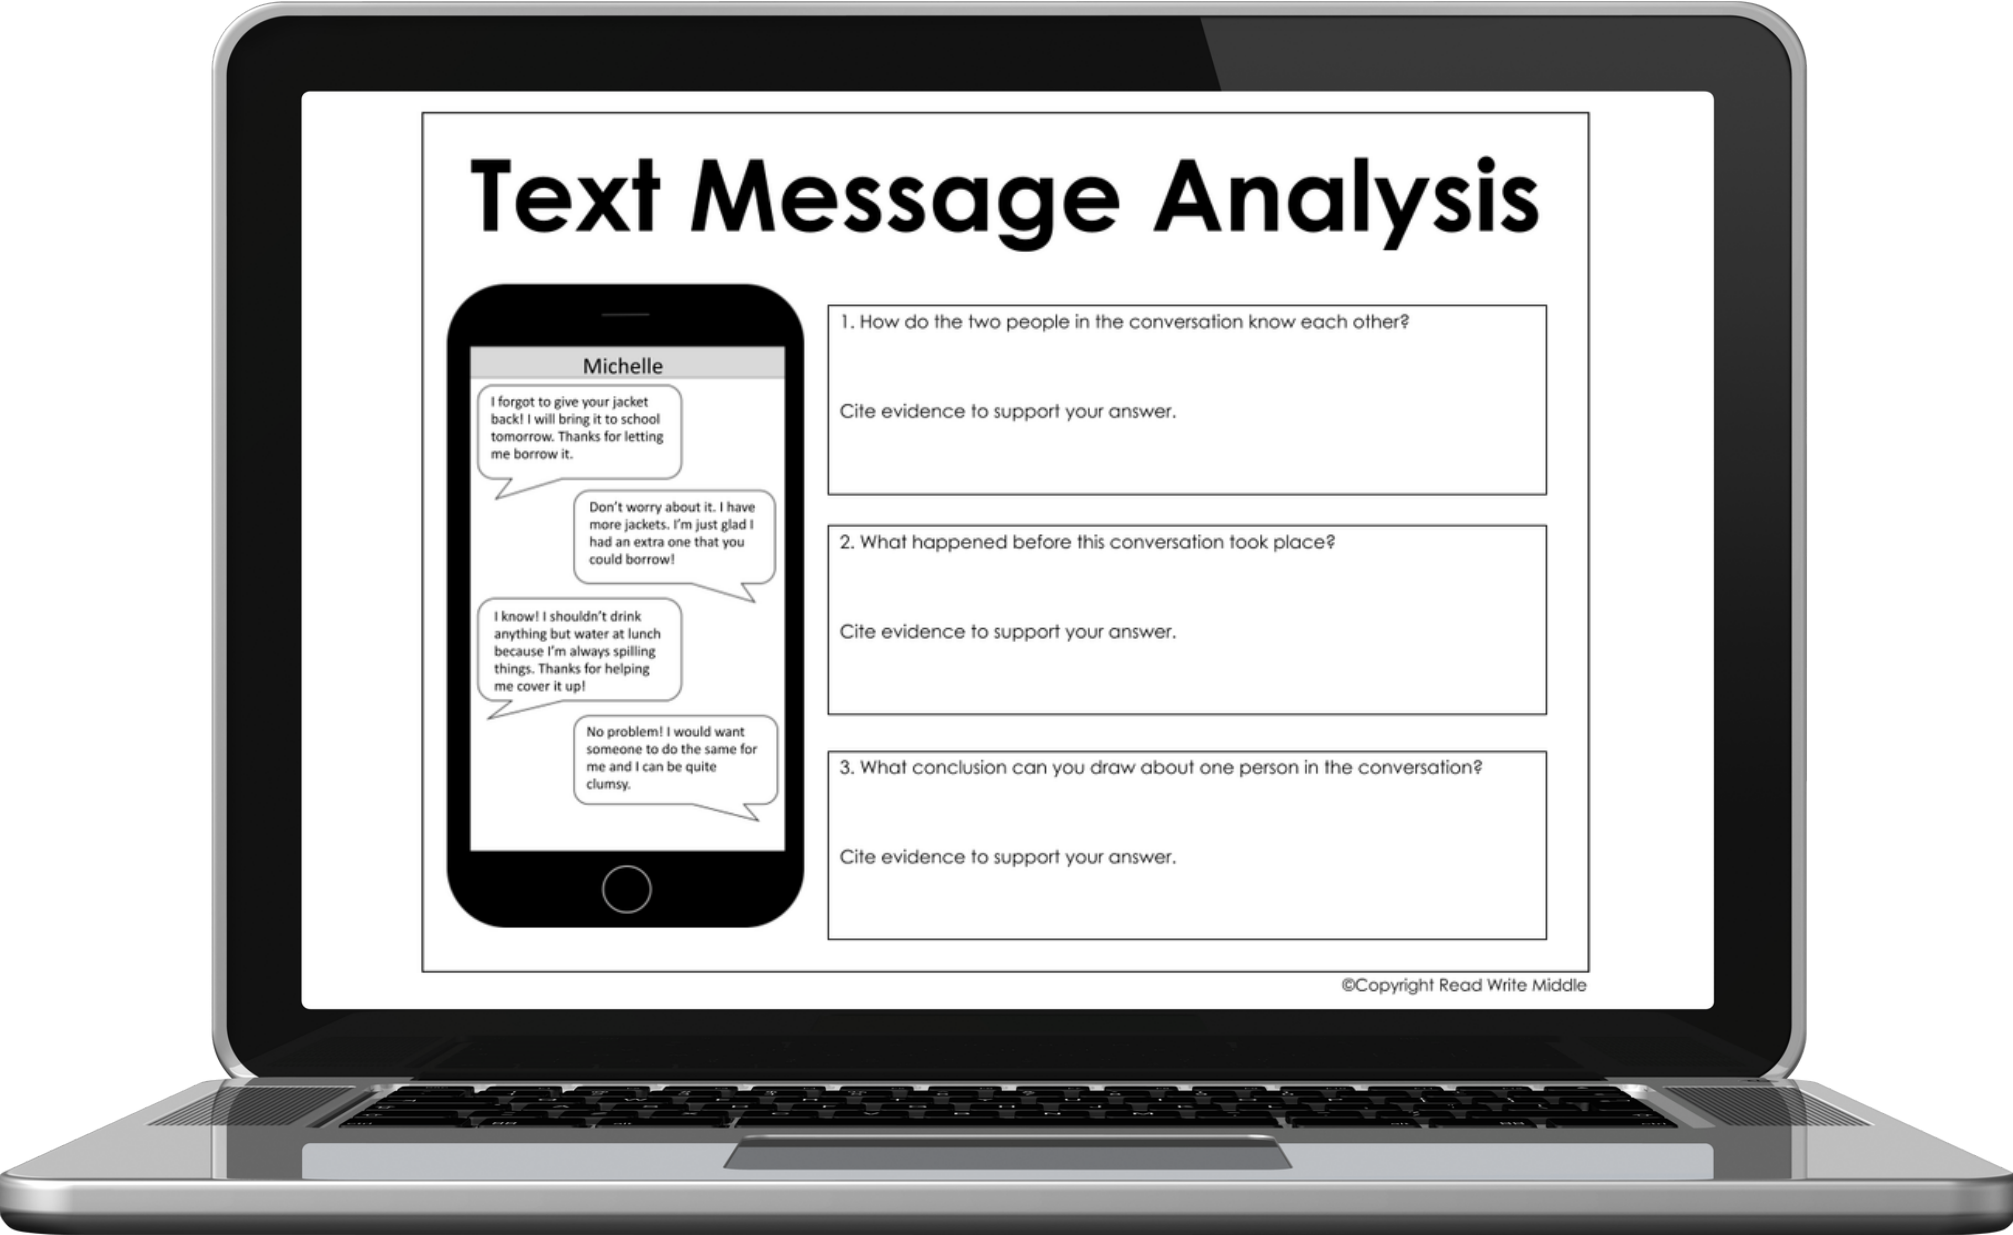 Text Message Analysis
Michelle
I forgot to give your jacket
back! I will bring it to school
tomorrow. Thanks for letting
me borrow it.
Don't worry about it. I have
more jackets. I'm just glad I
had an extra one that you
could borrow!
I know! I shouldn't drink
anything but water at lunch
because I'm always spilling
things. Thanks for helping
me cover it up!
No problem! I would want
someone to do the same for
me and I can be quite
clumsy.
1. How do the two people in the conversation know each other?
Cite evidence to support your answer.
2. What happened before this conversation took place?
Cite evidence to support your answer.
3. What conclusion can you draw about one person in the conversation?
Cite evidence to support your answer.
©Copyright Read Write Middle